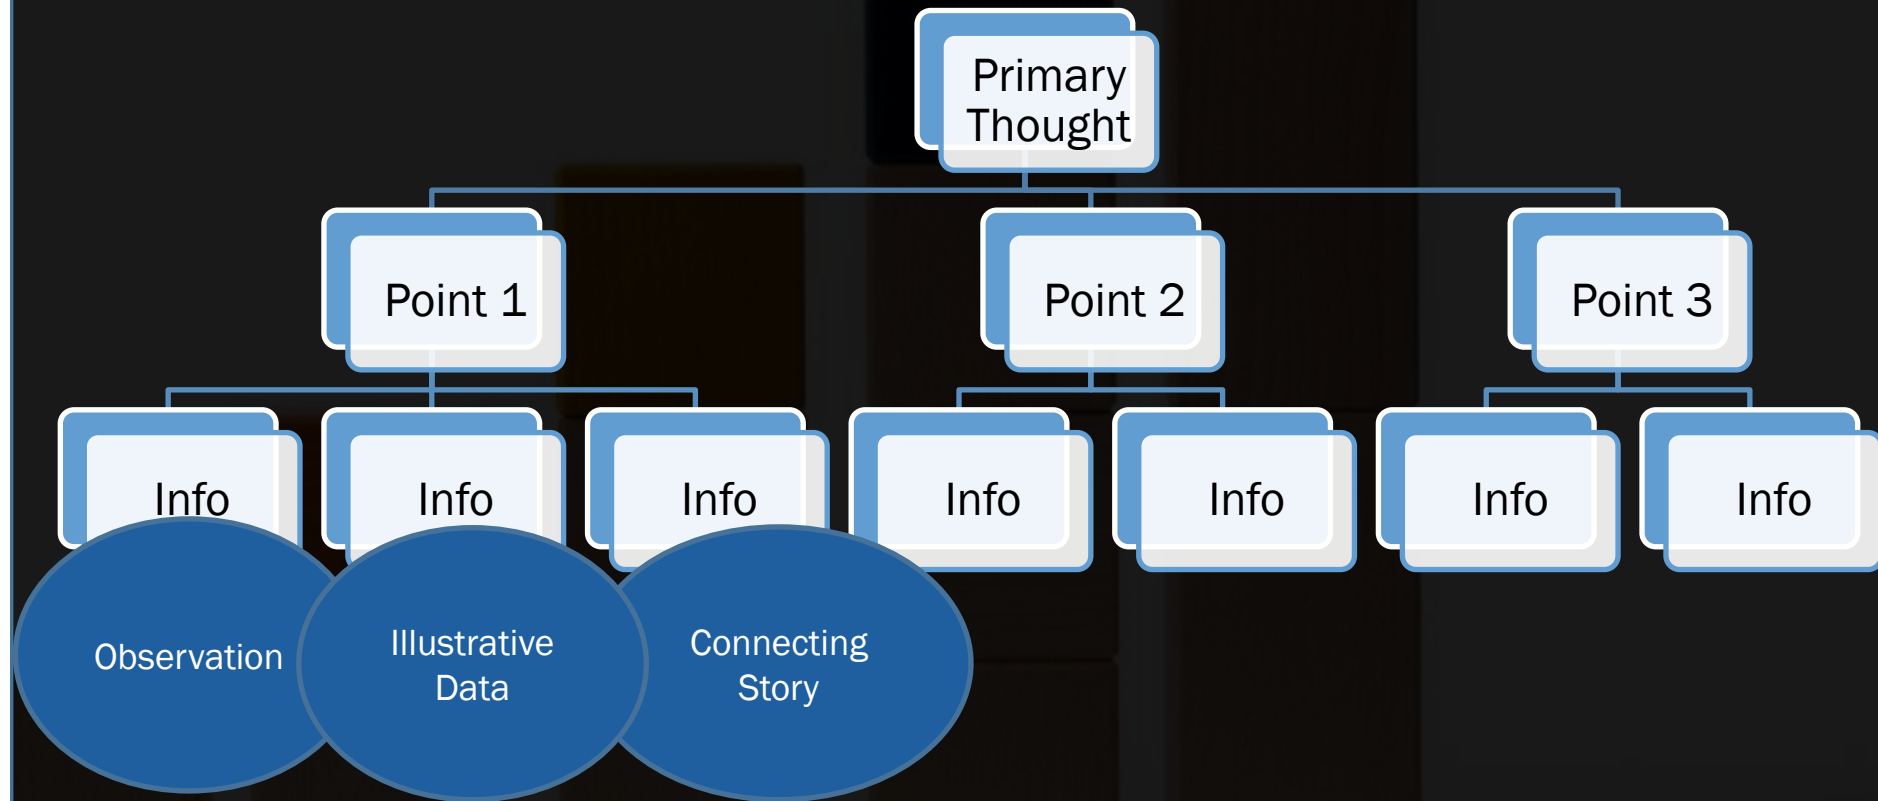 Primary
Thought
Point 1
Point 2
Point 3
Info
Info
Info
Info
Info
Info
Info
Observation
Illustrative
Data
Connecting
Story